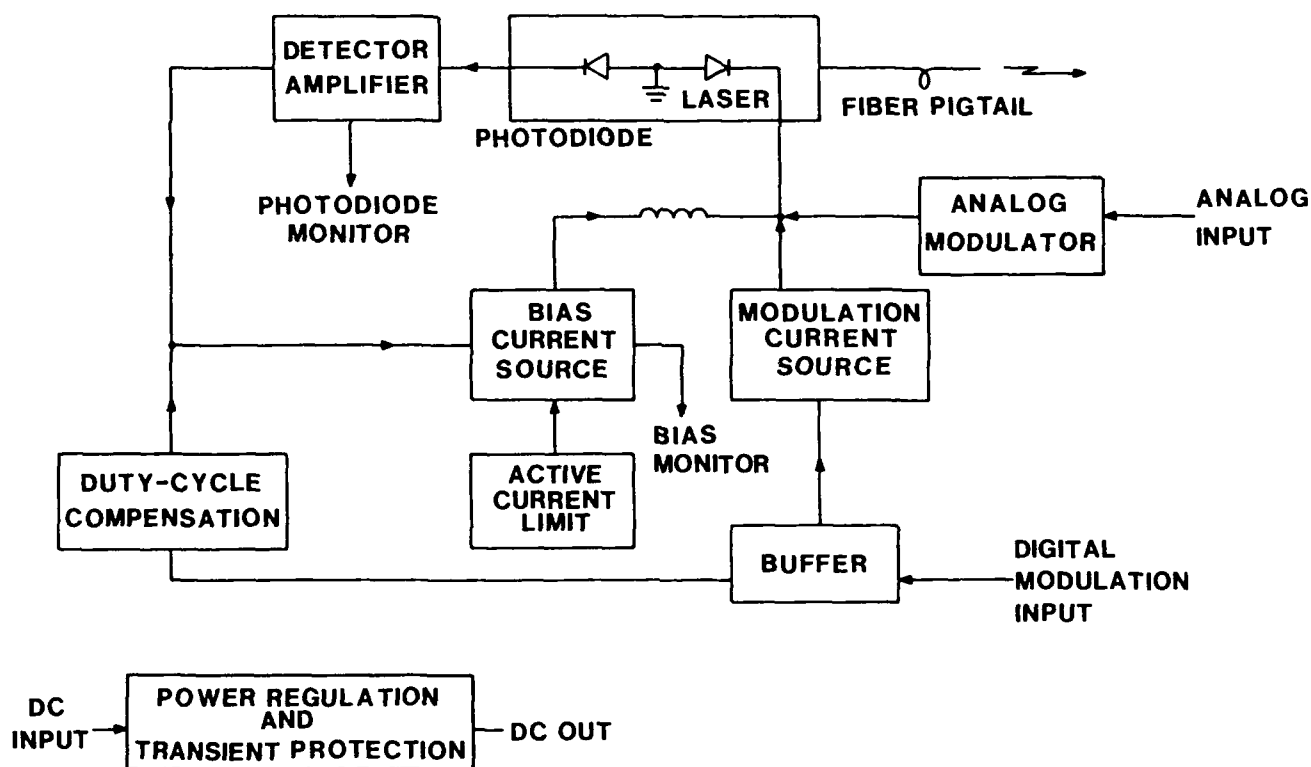 DETECTOR
AMPLIFIER
LASER
PHOTODIODE
FIBER PIGTAIL
PHOTODIODE
MONITOR
ANALOG
MODULATOR
ANALOG
INPUT
BIAS
CURRENT
SOURCE
MODULATION
CURRENT
SOURCE
BIAS
MONITOR
DUTY-CYCLE
COMPENSATION
ACTIVE
CURRENT
LIMIT
BUFFER
DIGITAL
MODULATION
INPUT
DC
INPUT
POWER REGULATION
AND
TRANSIENT PROTECTION
DC OUT